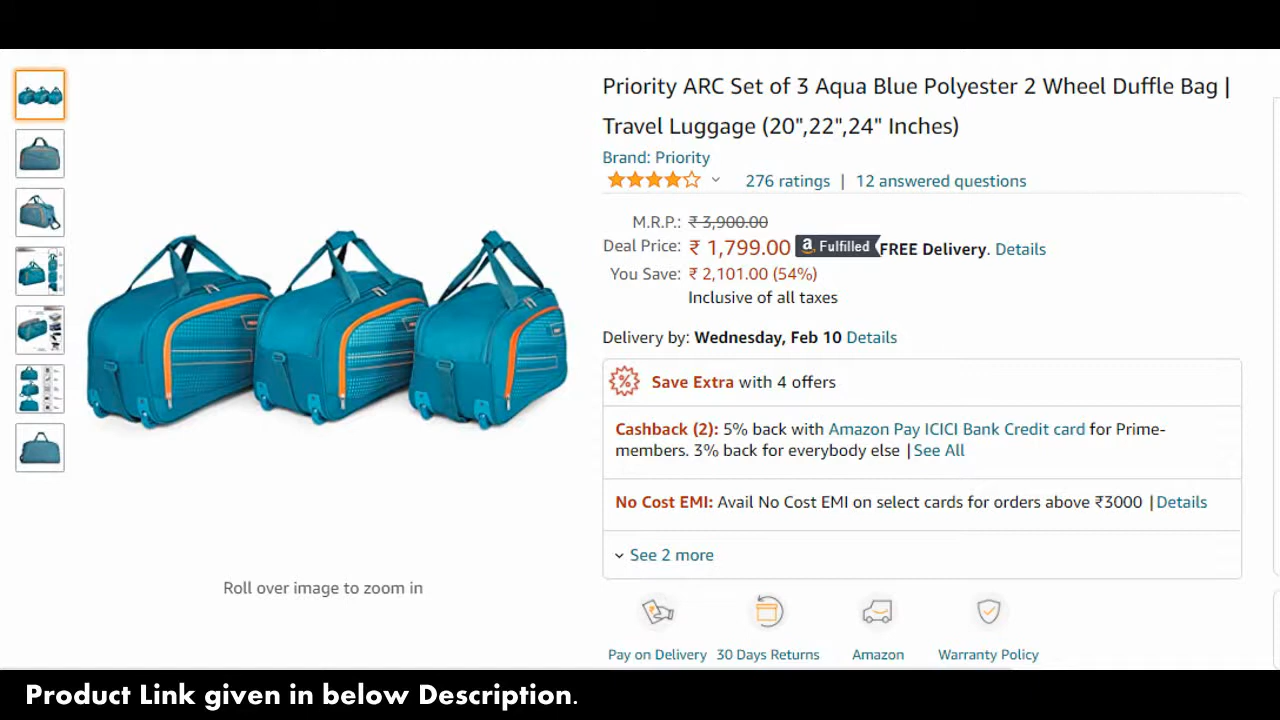 Priority ARC Set of 3 Aqua Blue Polyester 2 Wheel Duffle Bag |
Travel Luggage (20",22",24" Inches)
Brand: Priority
276 ratings | 12 answered questions
M.R.P.: ₹ 3,900.00
Deal Price: ₹ 1,799.00 a Fulfilled FREE Delivery. Details
You Save: ₹ 2,101.00 (54%)
Inclusive of all taxes
Delivery by: Wednesday, Feb 10 Details
Save Extra with 4 offers
Cashback (2): 5% back with Amazon Pay ICICI Bank Credit card for Prime-
members. 3% back for everybody else | See All
No Cost EMI: Avail No Cost EMI on select cards for orders above ₹3000 | Details
See 2 more
Roll over image to zoom in
Pay on Delivery 30 Days Returns Amazon Warranty Policy
Product Link given in below Description.